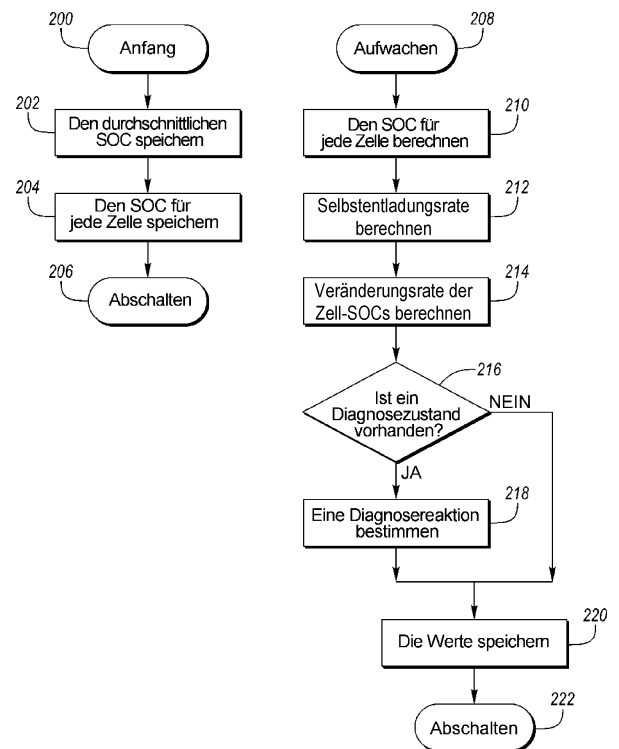 200
Anfang
202
Den durchschnittlichen
SOC speichern
204
Den SOC für
jede Zelle speichern
206
Abschalten
208
Aufwachen
210
Den SOC für
jede Zelle berechnen
212
Selbstentladungsrate
berechnen
214
Veränderungsrate der
Zell-SOCs berechnen
216
Ist ein
Diagnosezustand
vorhanden?
NEIN
JA
218
Eine Diagnosereaktion
bestimmen
220
Die Werte speichern
222
Abschalten